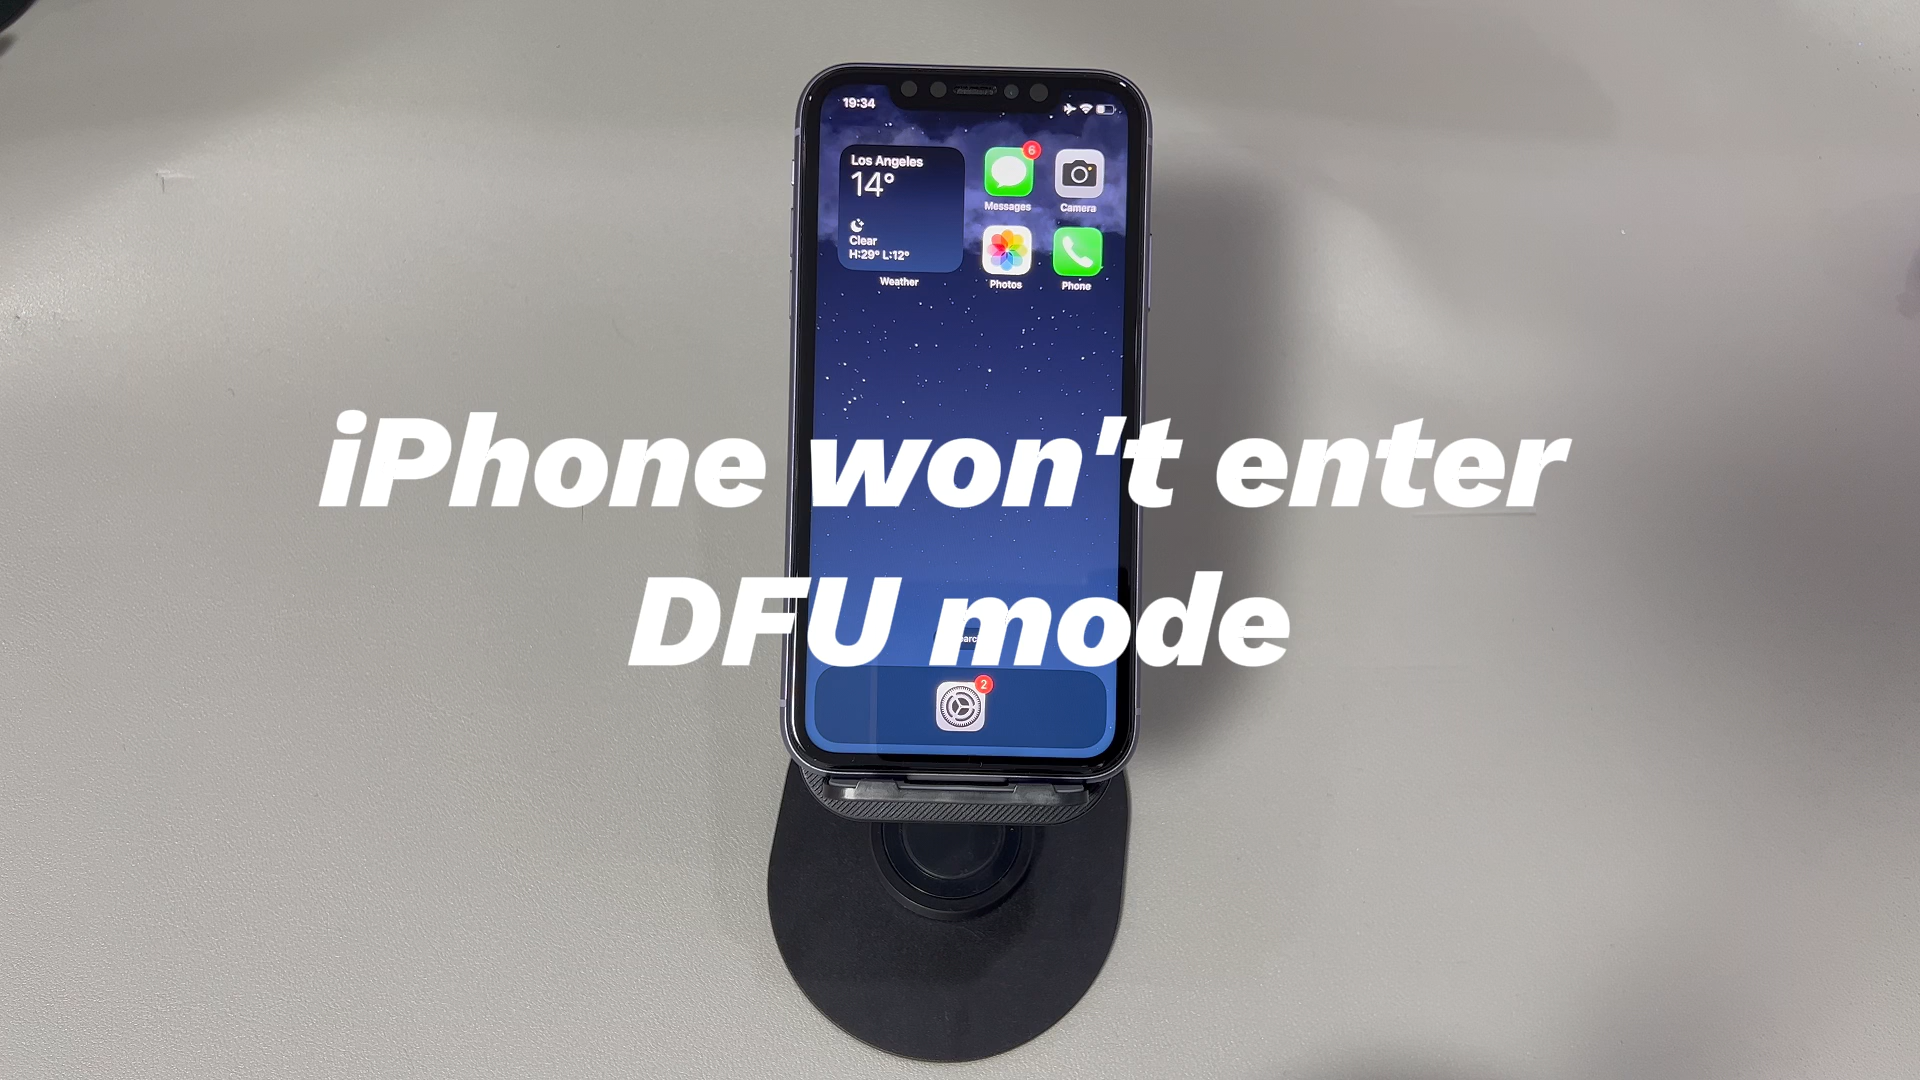 19:34
Los Angeles
14°
Clear
H:29° L:12°
Weather
6
Messages
Camera
Photos
Phone
iPhone won't enter
DFU mode
2